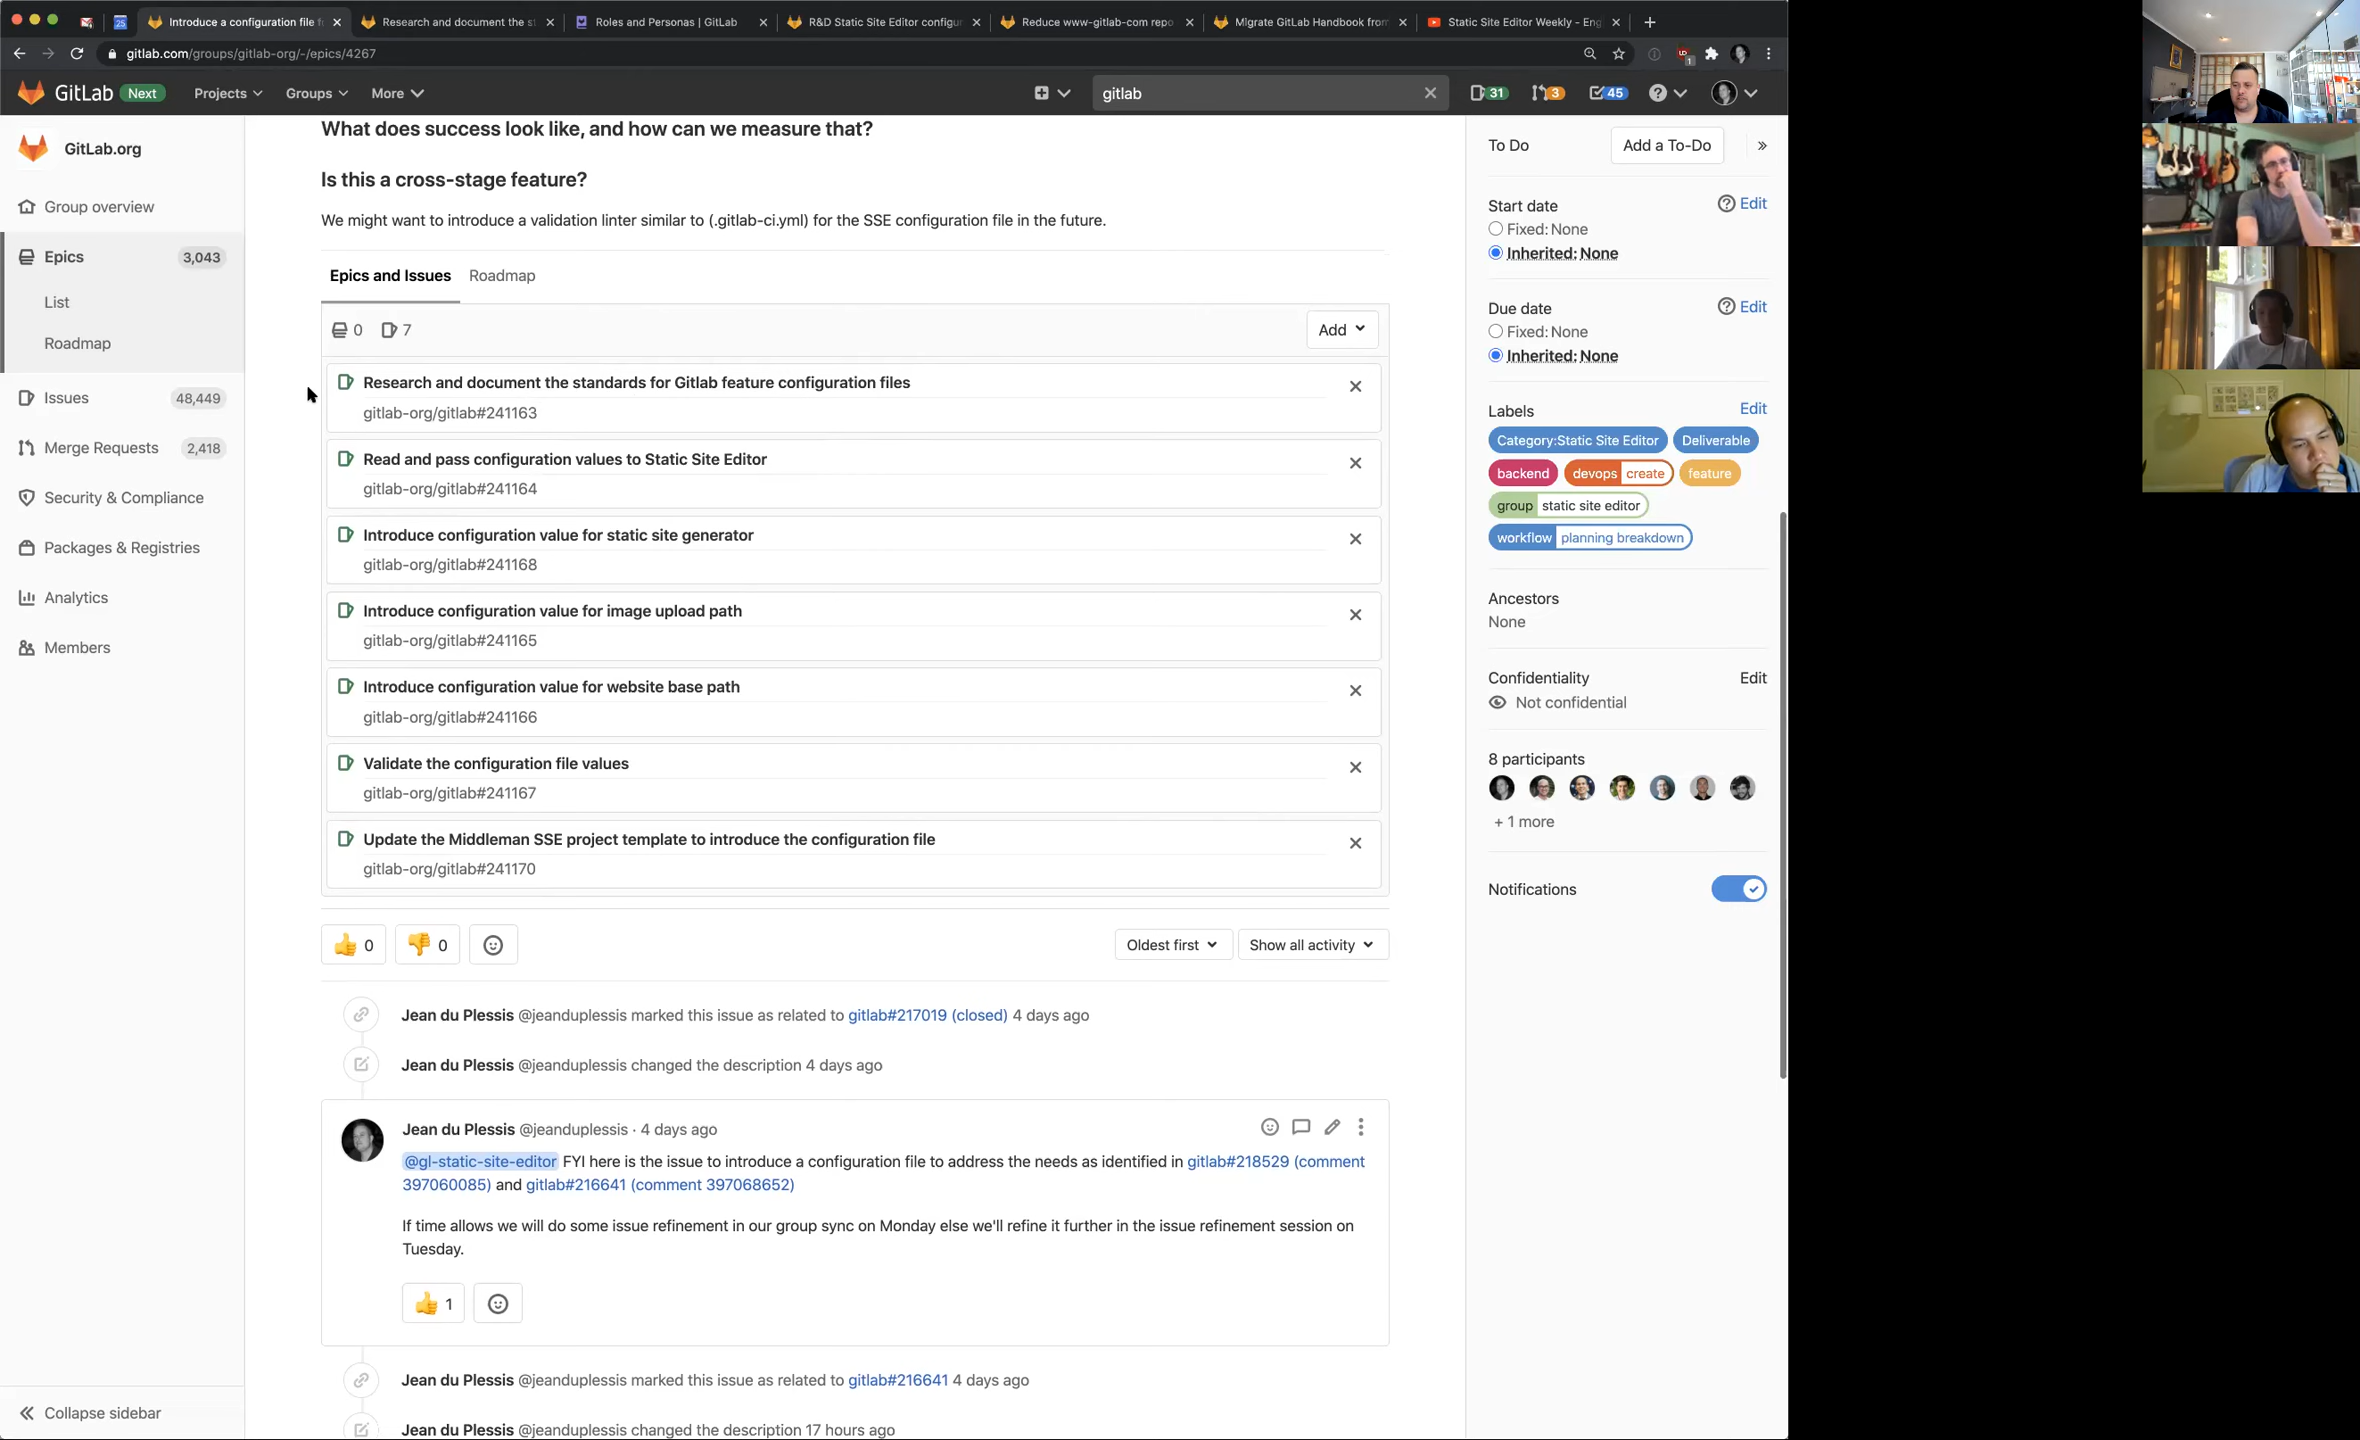 Introduce a configuration file f
Research and document the st
Roles and Personas | GitLab
R&D Static Site Editor configur
Reduce www-gitlab-com repo
Migrate GitLab Handbook from
Static Site Editor Weekly - Eng
gitlab.com/groups/gitlab-org/-/epics/4267
1
GitLab Next
Projects
Groups
More
gitlab
31
3
45
GitLab.org
Group overview
Epics 3,043
List
Roadmap
Issues 48,449
Merge Requests 2,418
Security & Compliance
Packages & Registries
Analytics
Members
Collapse sidebar
What does success look like, and how can we measure that?
Is this a cross-stage feature?
We might want to introduce a validation linter similar to (.gitlab-ci.yml) for the SSE configuration file in the future.
Epics and Issues Roadmap
0 7
Add
Research and document the standards for Gitlab feature configuration files
gitlab-org/gitlab#241163
Read and pass configuration values to Static Site Editor
gitlab-org/gitlab#241164
Introduce configuration value for static site generator
gitlab-org/gitlab#241168
Introduce configuration value for image upload path
gitlab-org/gitlab#241165
Introduce configuration value for website base path
gitlab-org/gitlab#241166
Validate the configuration file values
gitlab-org/gitlab#241167
Update the Middleman SSE project template to introduce the configuration file
gitlab-org/gitlab#241170
0 0
Oldest first
Show all activity
Jean du Plessis @jeanduplessis marked this issue as related to gitlab#217019 (closed) 4 days ago
Jean du Plessis @jeanduplessis changed the description 4 days ago
Jean du Plessis @jeanduplessis · 4 days ago
@gl-static-site-editor FYI here is the issue to introduce a configuration file to address the needs as identified in gitlab#218529 (comment
397060085) and gitlab#216641 (comment 397068652)
If time allows we will do some issue refinement in our group sync on Monday else we'll refine it further in the issue refinement session on
Tuesday.
1
Jean du Plessis @jeanduplessis marked this issue as related to gitlab#216641 4 days ago
Jean du Plessis @jeanduplessis changed the description 17 hours ago
To Do
Add a To-Do
Start date Edit
Fixed: None
Inherited: None
Due date Edit
Fixed: None
Inherited: None
Labels Edit
Category:Static Site Editor Deliverable
backend devops create feature
group static site editor
workflow planning breakdown
Ancestors
None
Confidentiality Edit
Not confidential
8 participants
+ 1 more
Notifications